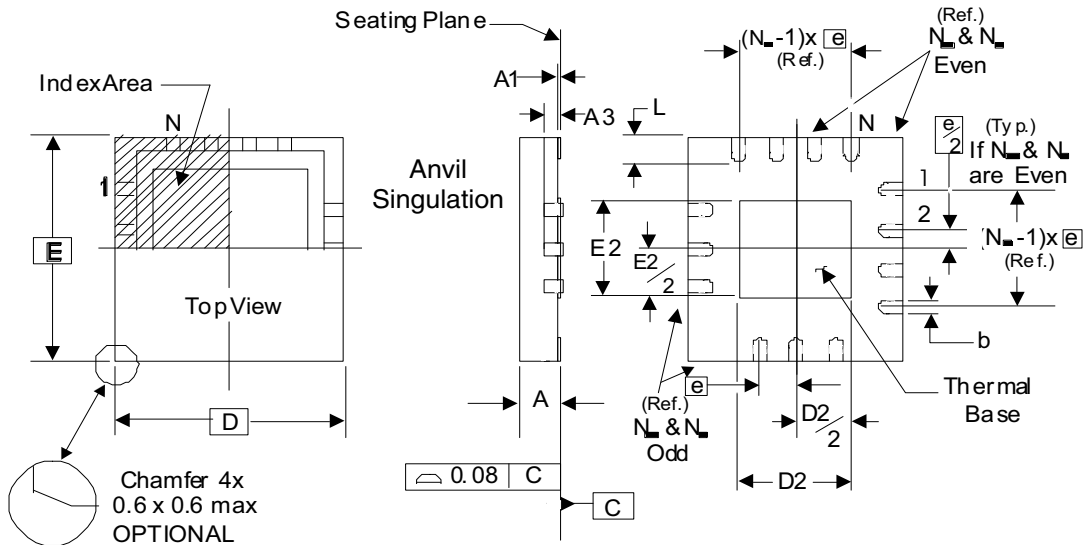 Seating Plane
Index Area
N
1
E
Top View
D
Chamfer 4x
0.6 x 0.6 max
OPTIONAL
A1
A3
Anvil
Singulation
A
0.08 C
C
L
E2
E2
2
(Ref.)
N & N
Odd
(N -1)x e
(Ref.)
(Ref.)
N & N
Even
N
e
2
(Typ.)
If N & N
are Even
1
2
(N -1)x e
(Ref.)
b
e
D2
2
D2
Thermal
Base